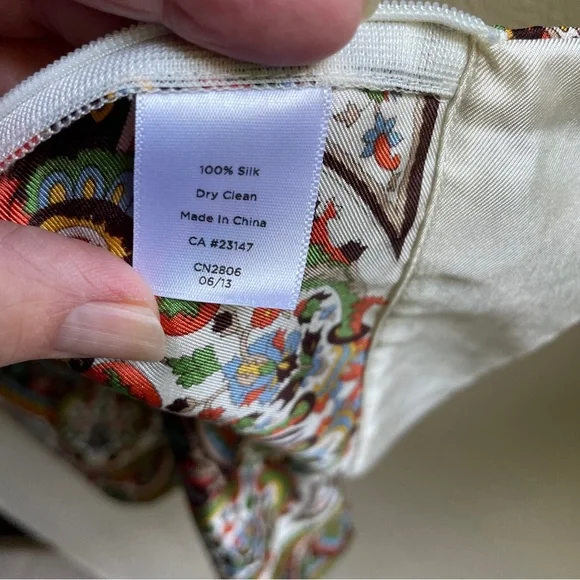 100% Silk
Dry Clean
Made In China
CA #23147
CN2806
06/13